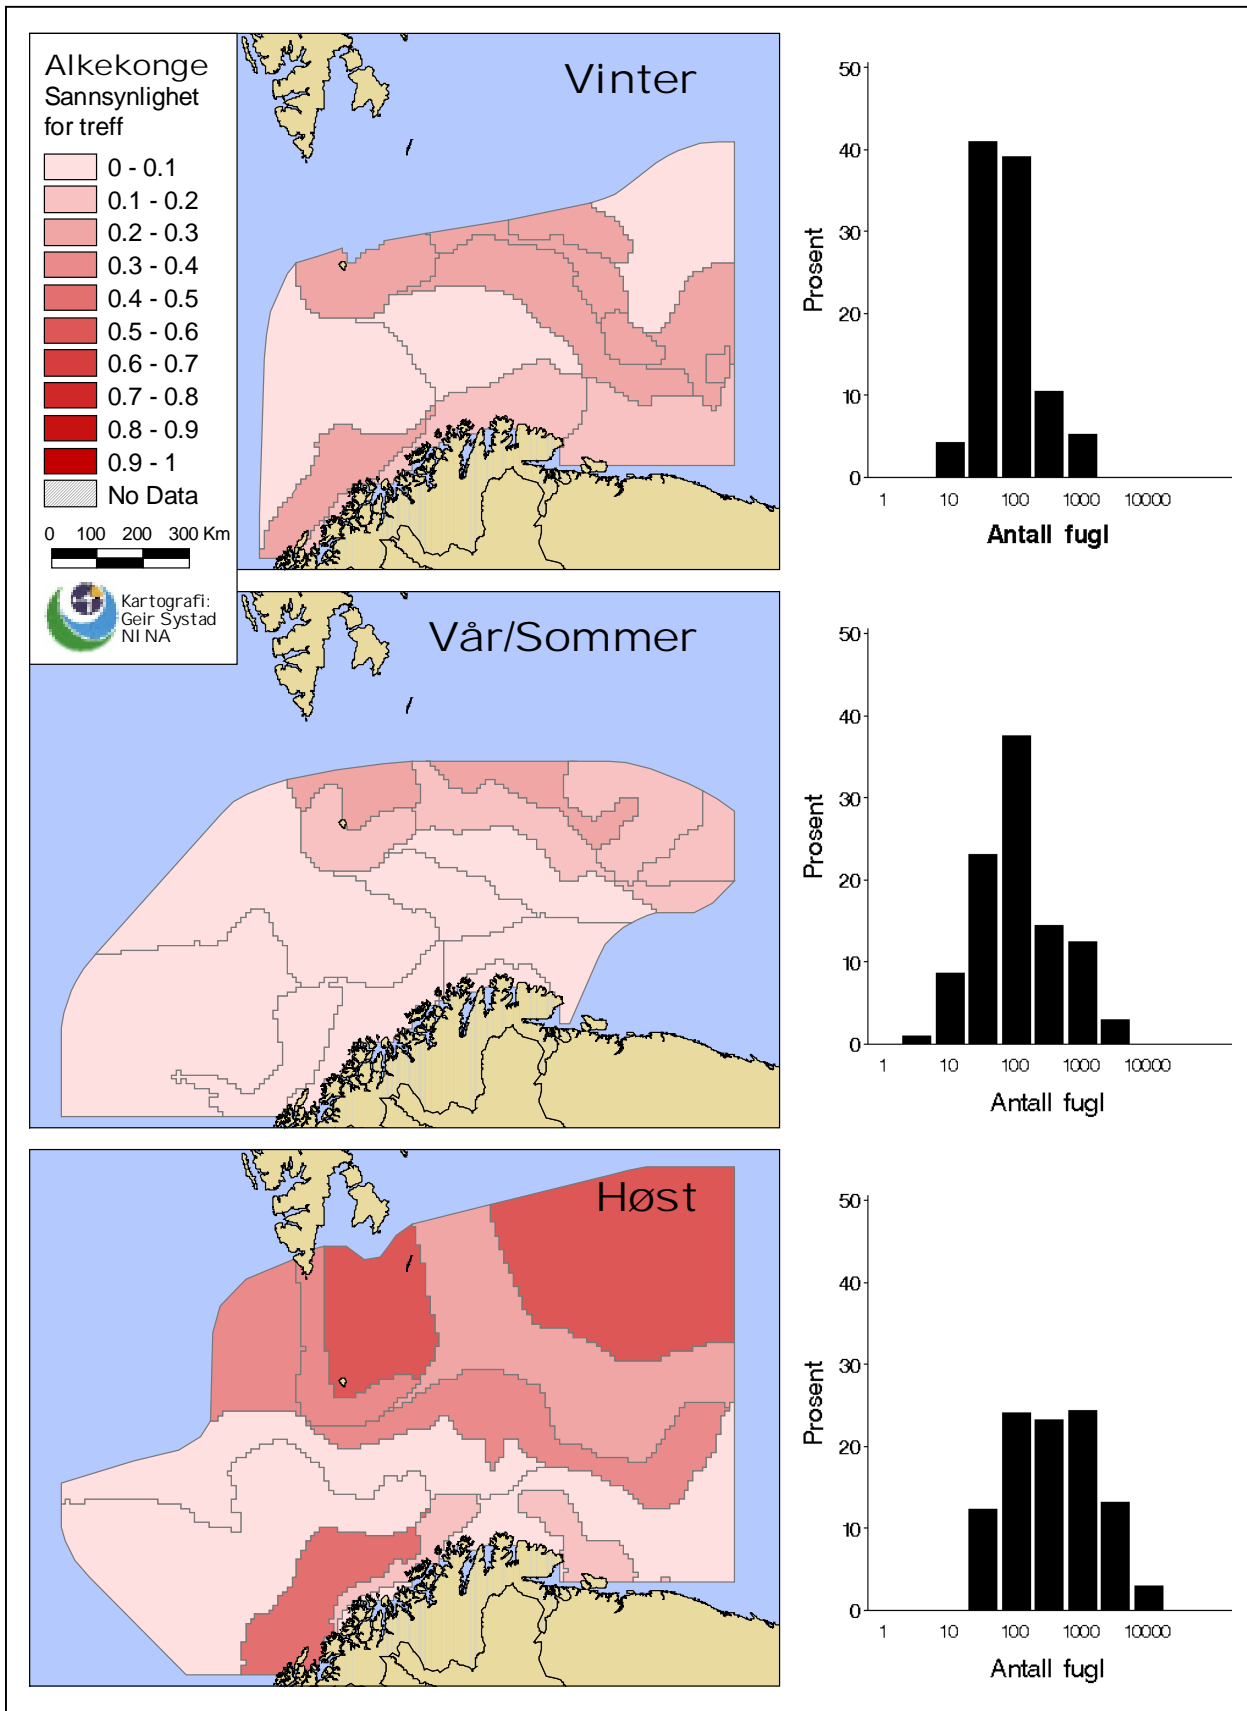 Alkekonge
Sannsynlighet
for treff
0 - 0.1
0.1 - 0.2
0.2 - 0.3
0.3 - 0.4
0.4 - 0.5
0.5 - 0.6
0.6 - 0.7
0.7 - 0.8
0.8 - 0.9
0.9 - 1
No Data
0 100 200 300 Km
Kartografi:
Geir Systad
NINA
Vinter
50
40
30
20
10
0
Prosent
1 10 100 1000 10000
Antall fugl
Vår/Sommer
50
40
30
20
10
0
Prosent
1 10 100 1000 10000
Antall fugl
Høst
50
40
30
20
10
0
Prosent
1 10 100 1000 10000
Antall fugl